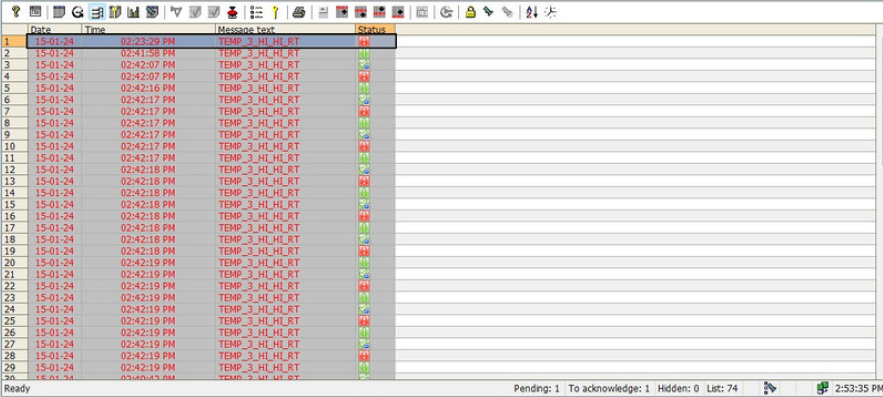 Date Time Message text Status
1 15-01-24 02:23:29 PM TEMP_3_HI_HI_RT
2 15-01-24 02:41:58 PM TEMP_3_HI_HI_RT
3 15-01-24 02:42:07 PM TEMP_3_HI_HI_RT
4 15-01-24 02:42:07 PM TEMP_3_HI_HI_RT
5 15-01-24 02:42:16 PM TEMP_3_HI_HI_RT
6 15-01-24 02:42:17 PM TEMP_3_HI_HI_RT
7 15-01-24 02:42:17 PM TEMP_3_HI_HI_RT
8 15-01-24 02:42:17 PM TEMP_3_HI_HI_RT
9 15-01-24 02:42:17 PM TEMP_3_HI_HI_RT
10 15-01-24 02:42:17 PM TEMP_3_HI_HI_RT
11 15-01-24 02:42:17 PM TEMP_3_HI_HI_RT
12 15-01-24 02:42:18 PM TEMP_3_HI_HI_RT
13 15-01-24 02:42:18 PM TEMP_3_HI_HI_RT
14 15-01-24 02:42:18 PM TEMP_3_HI_HI_RT
15 15-01-24 02:42:18 PM TEMP_3_HI_HI_RT
16 15-01-24 02:42:18 PM TEMP_3_HI_HI_RT
17 15-01-24 02:42:18 PM TEMP_3_HI_HI_RT
18 15-01-24 02:42:18 PM TEMP_3_HI_HI_RT
19 15-01-24 02:42:18 PM TEMP_3_HI_HI_RT
20 15-01-24 02:42:19 PM TEMP_3_HI_HI_RT
21 15-01-24 02:42:19 PM TEMP_3_HI_HI_RT
22 15-01-24 02:42:19 PM TEMP_3_HI_HI_RT
23 15-01-24 02:42:19 PM TEMP_3_HI_HI_RT
24 15-01-24 02:42:19 PM TEMP_3_HI_HI_RT
25 15-01-24 02:42:19 PM TEMP_3_HI_HI_RT
26 15-01-24 02:42:19 PM TEMP_3_HI_HI_RT
27 15-01-24 02:42:19 PM TEMP_3_HI_HI_RT
28 15-01-24 02:42:19 PM TEMP_3_HI_HI_RT
29 15-01-24 02:42:19 PM TEMP_3_HI_HI_RT
Ready Pending: 1 To acknowledge: 1 Hidden: 0 List: 74 2:53:35 PM